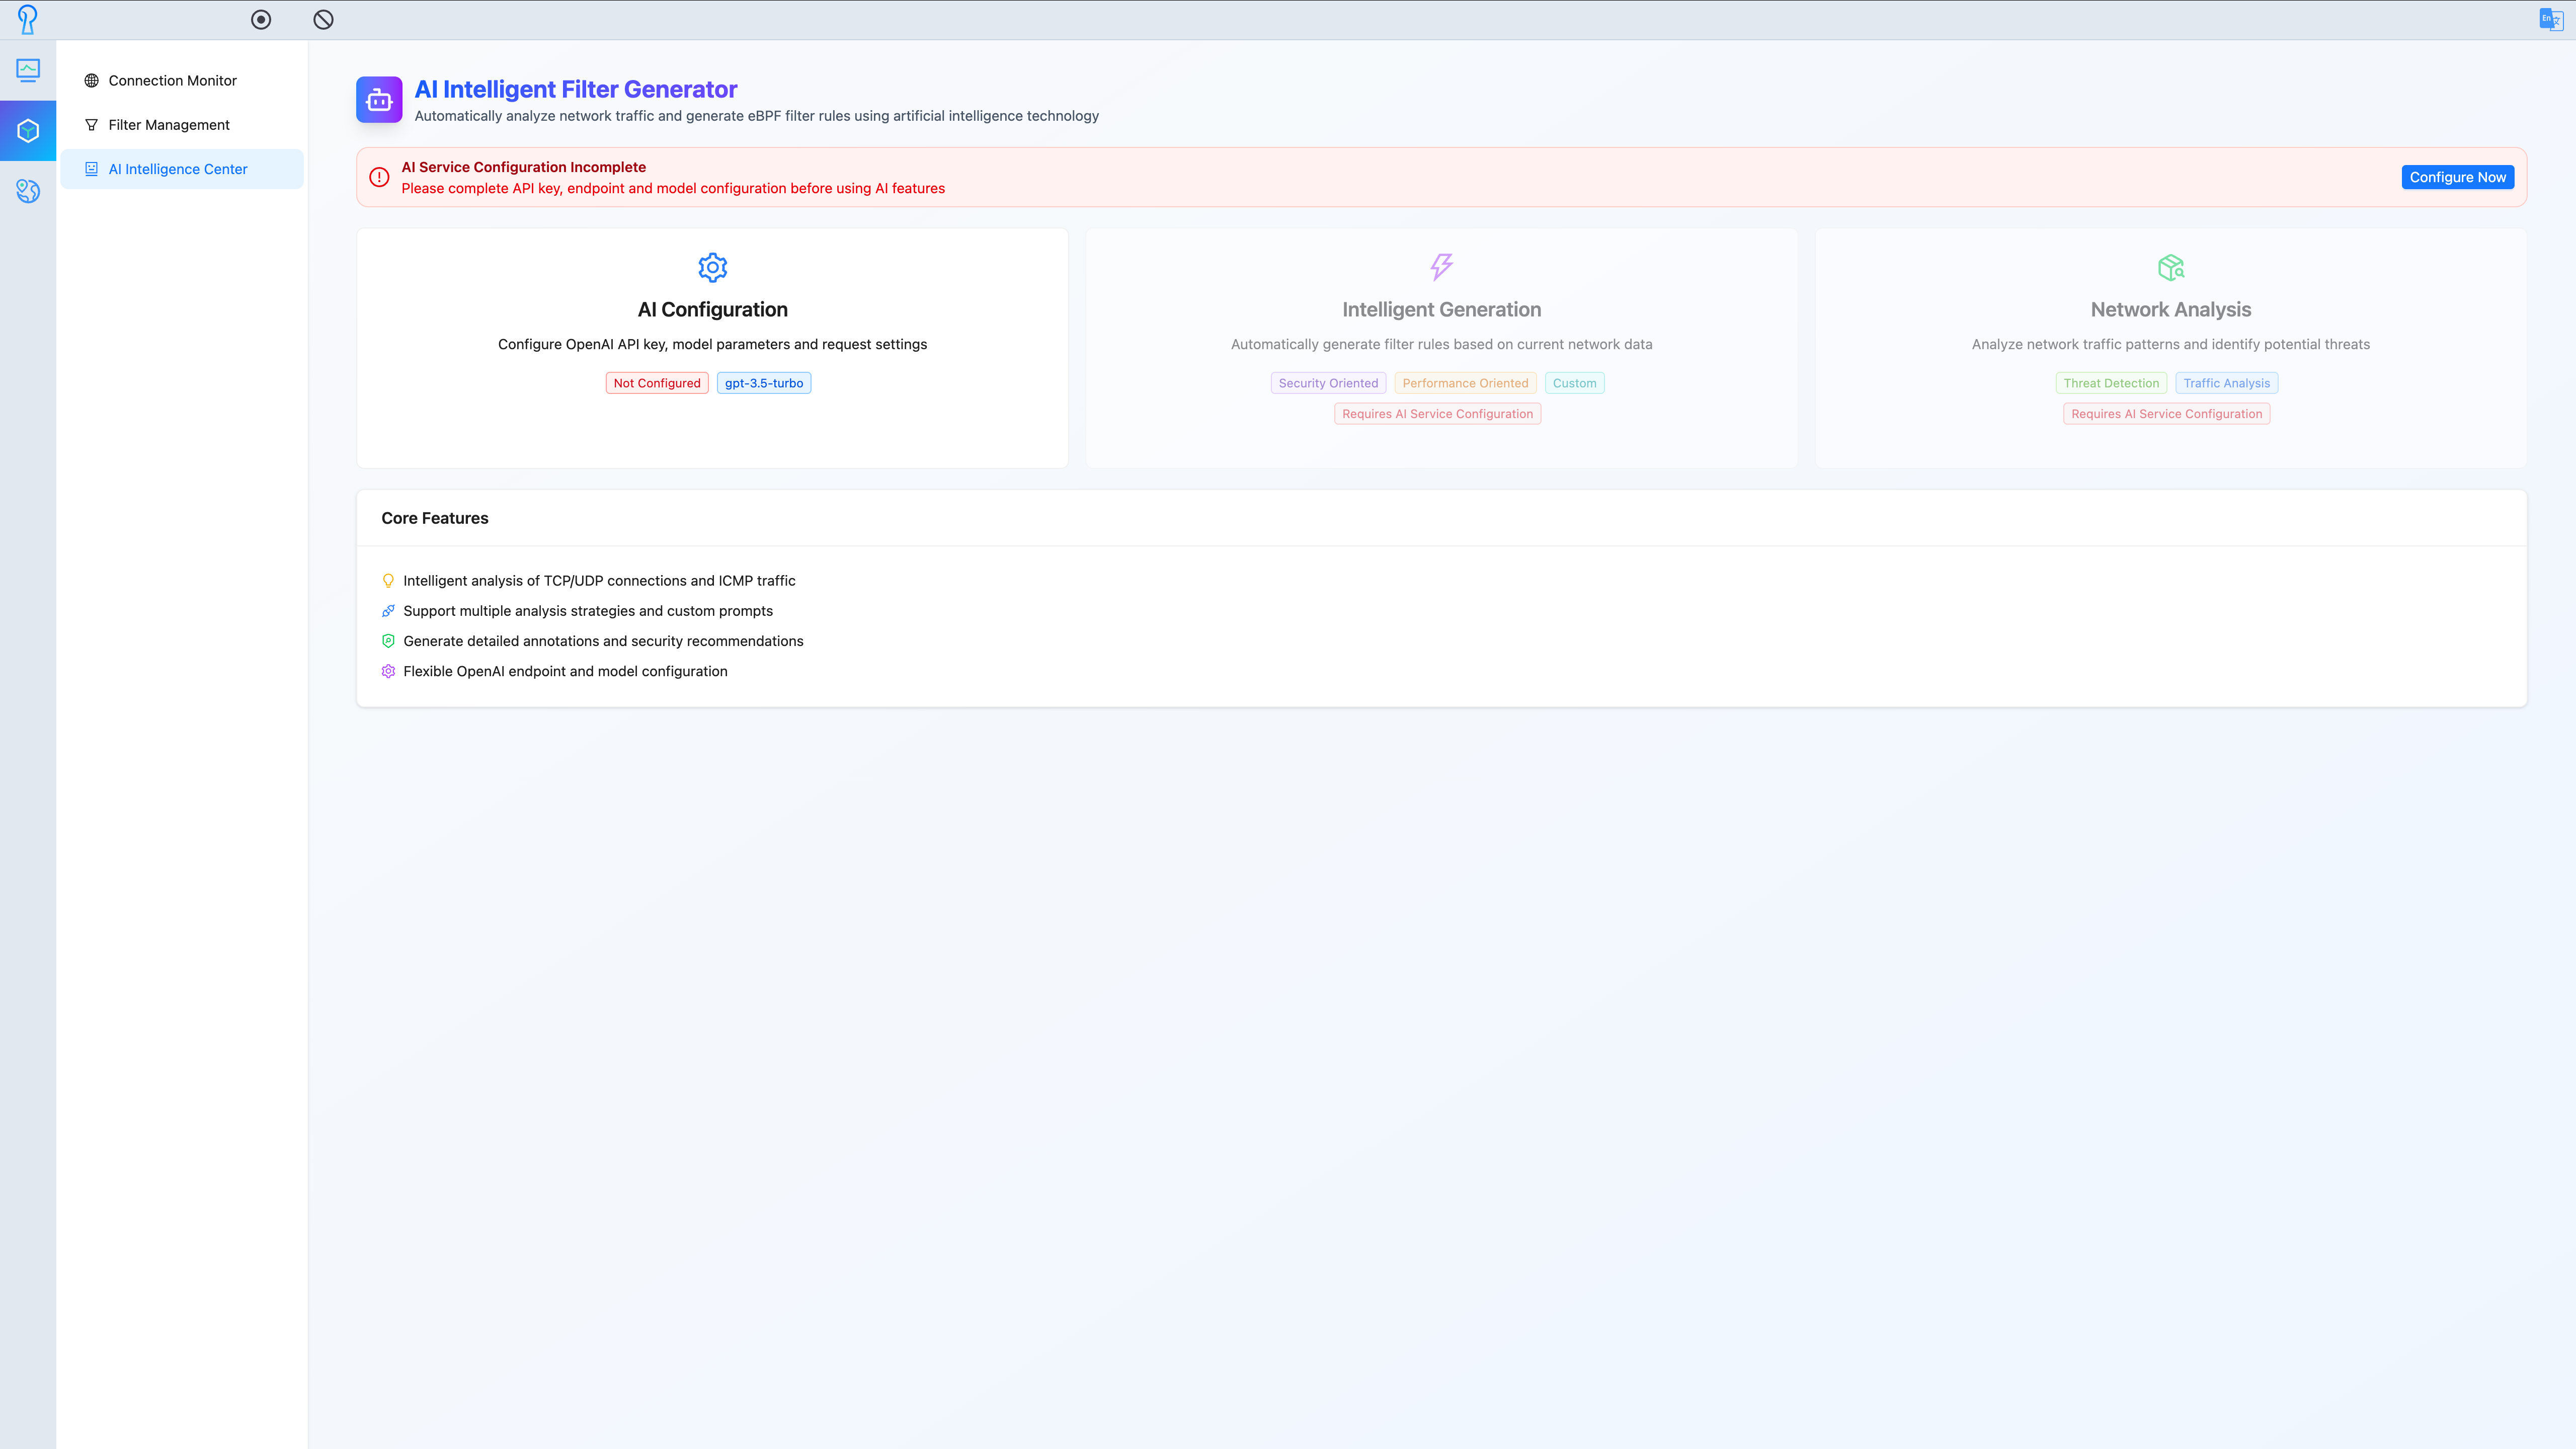 En
Connection Monitor
Filter Management
AI Intelligence Center
AI Intelligent Filter Generator
Automatically analyze network traffic and generate eBPF filter rules using artificial intelligence technology
AI Service Configuration Incomplete
Please complete API key, endpoint and model configuration before using AI features
Configure Now
AI Configuration
Configure OpenAI API key, model parameters and request settings
Not Configured gpt-3.5-turbo
Intelligent Generation
Automatically generate filter rules based on current network data
Security Oriented Performance Oriented Custom
Requires AI Service Configuration
Network Analysis
Analyze network traffic patterns and identify potential threats
Threat Detection Traffic Analysis
Requires AI Service Configuration
Core Features
Intelligent analysis of TCP/UDP connections and ICMP traffic
Support multiple analysis strategies and custom prompts
Generate detailed annotations and security recommendations
Flexible OpenAI endpoint and model configuration